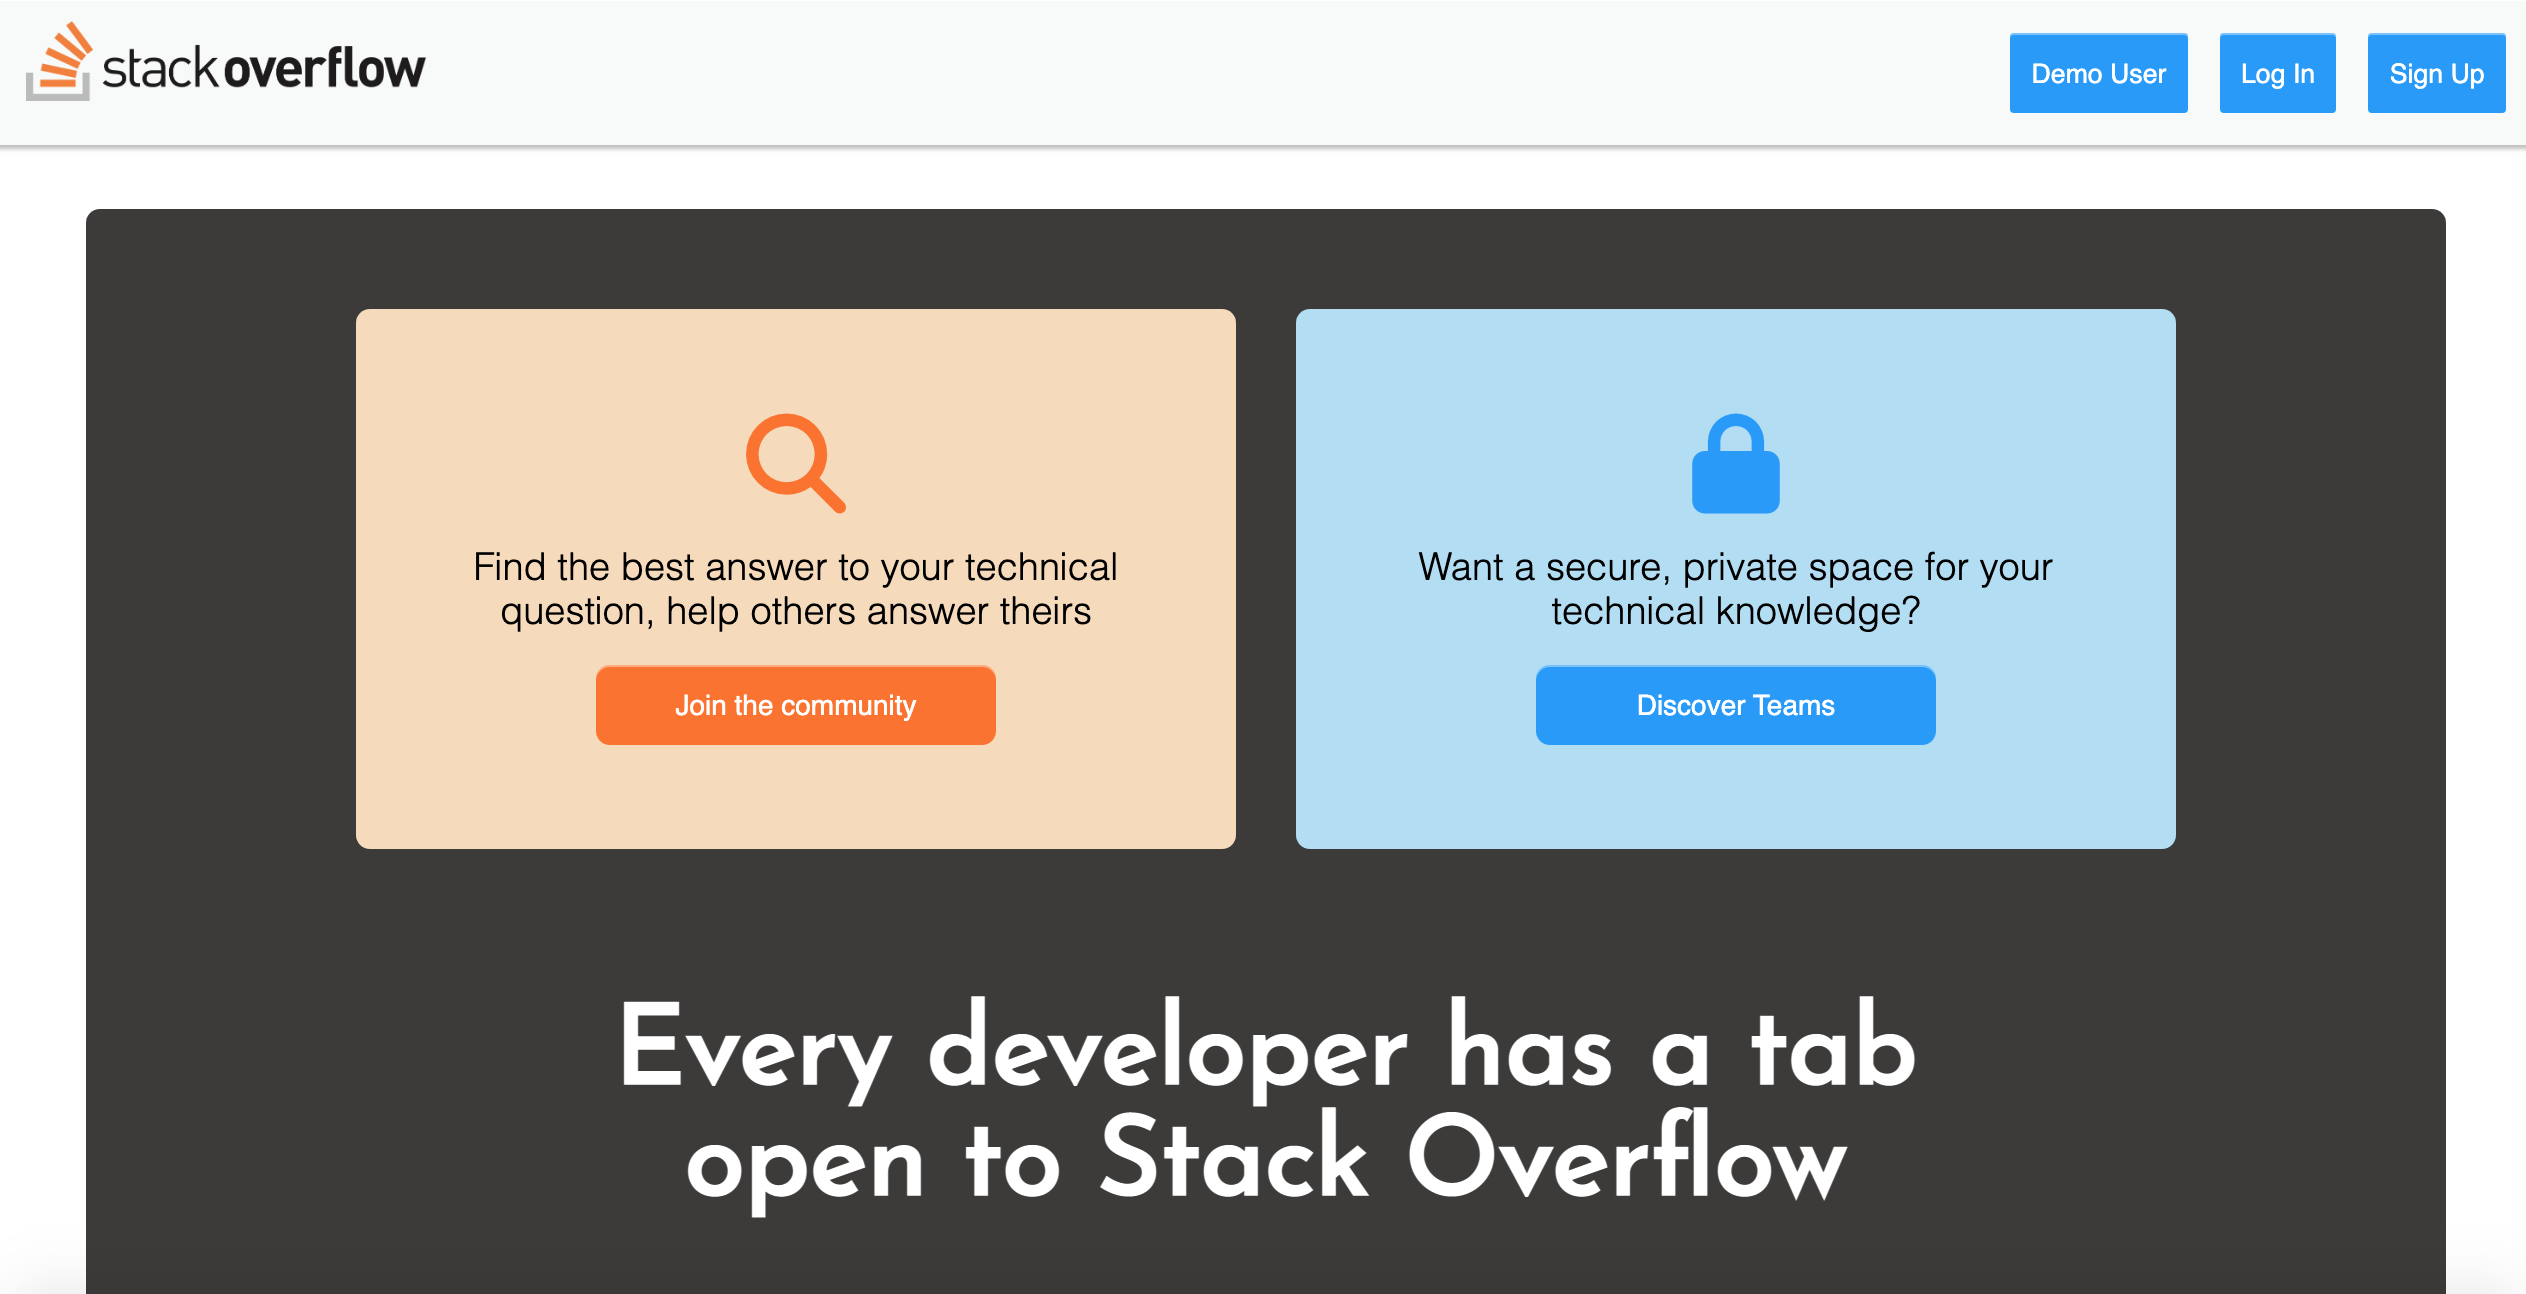 stack overflow
Demo User
Log In
Sign Up
Find the best answer to your technical
question, help others answer theirs
Join the community
Want a secure, private space for your
technical knowledge?
Discover Teams
Every developer has a tab
open to Stack Overflow